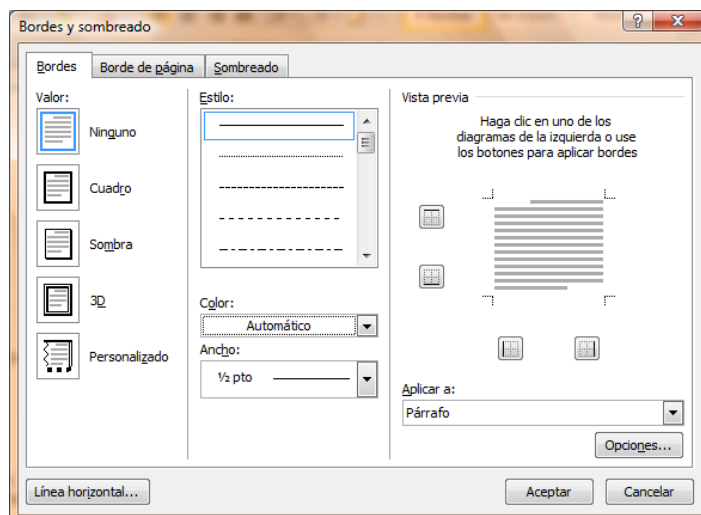 Bordes y sombreado
Bordes
Borde de página
Sombreado
Valor:
Ninguno
Cuadro
Sombra
3D
Personalizado
Estilo:
Color:
Automático
Ancho:
½ pto
Vista previa
Haga clic en uno de los
diagramas de la izquierda o use
los botones para aplicar bordes
Aplicar a:
Párrafo
Opciones...
Línea horizontal...
Aceptar
Cancelar